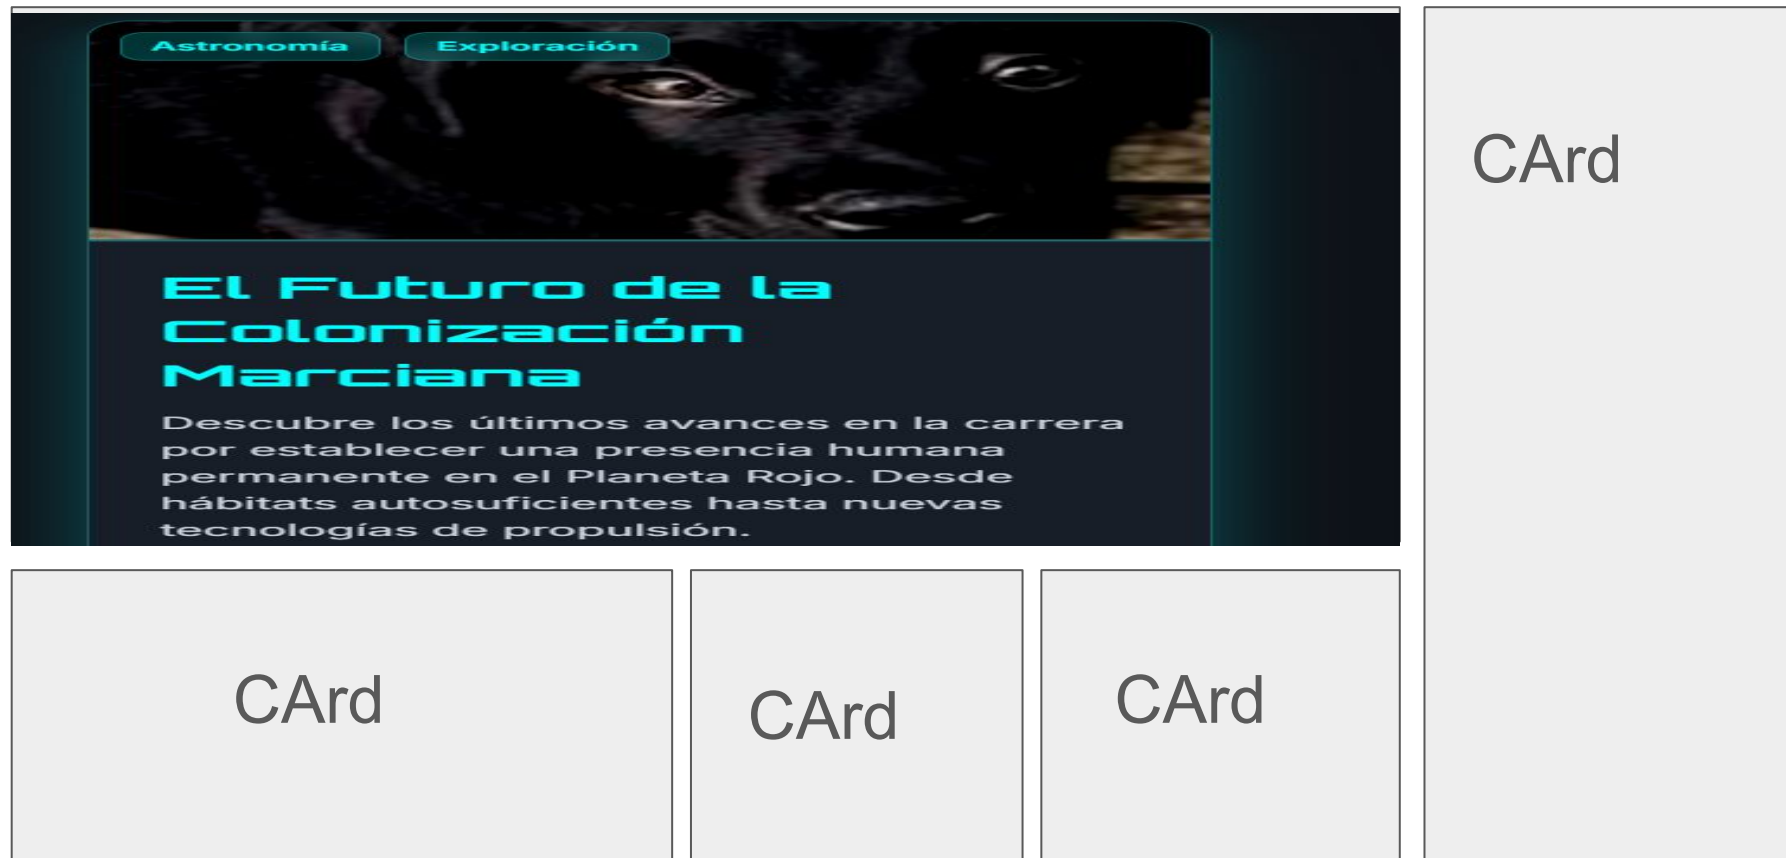 Astronomía Exploración
El Futuro de la
Colonización
Marciana
Descubre los últimos avances en la carrera
por establecer una presencia humana
permanente en el Planeta Rojo. Desde
hábitats autosuficientes hasta nuevas
tecnologías de propulsión.
CArd
CArd
CArd
CArd